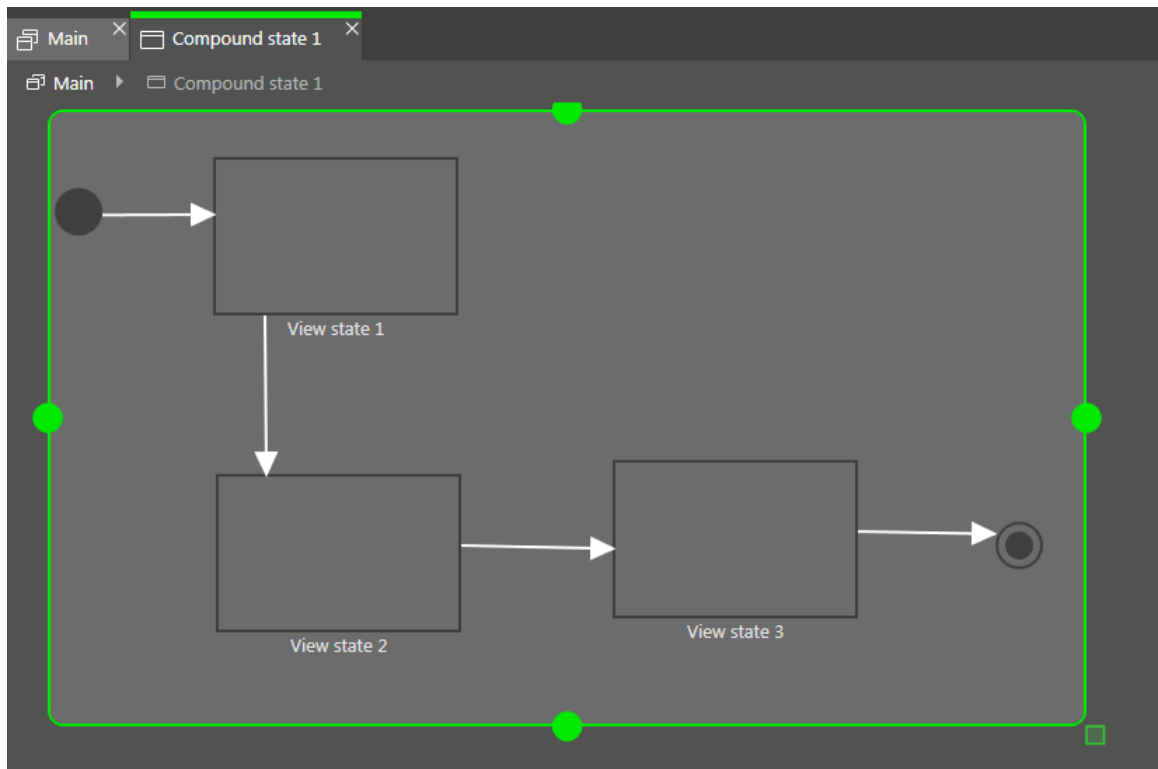 Main
Compound state 1
Main
Compound state 1
View state 1
View state 2
View state 3